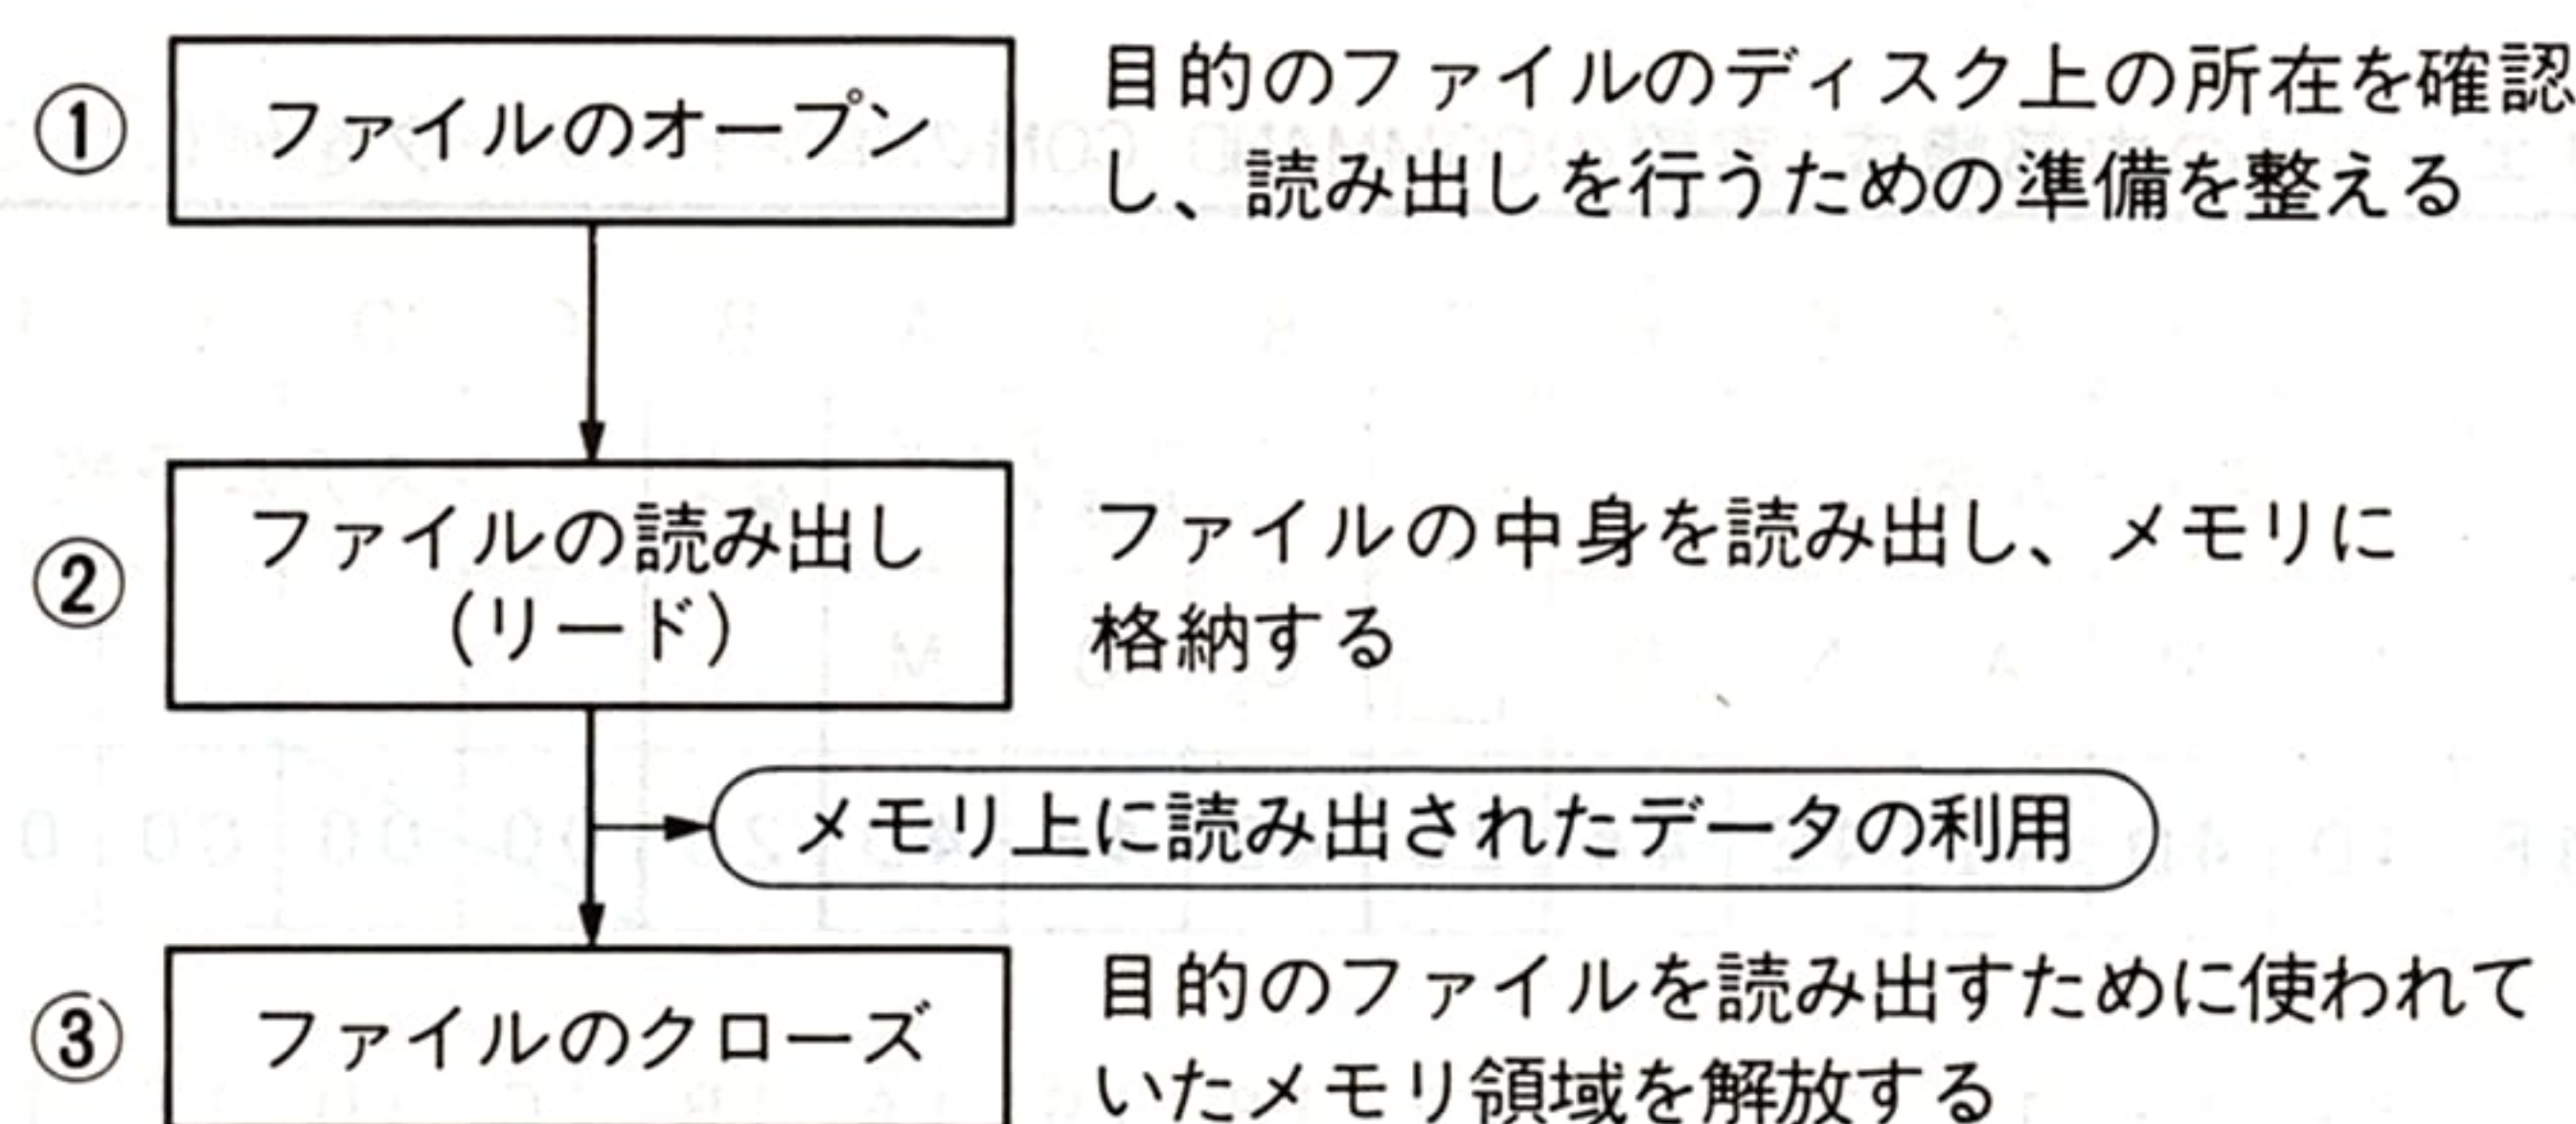 ①
ファイルのオープン
目的のファイルのディスク上の所在を確認
し、読み出しを行うための準備を整える
②
ファイルの読み出し
(リード)
ファイルの中身を読み出し、メモリに
格納する
メモリ上に読み出されたデータの利用
③
ファイルのクローズ
目的のファイルを読み出すために使われて
いたメモリ領域を解放する